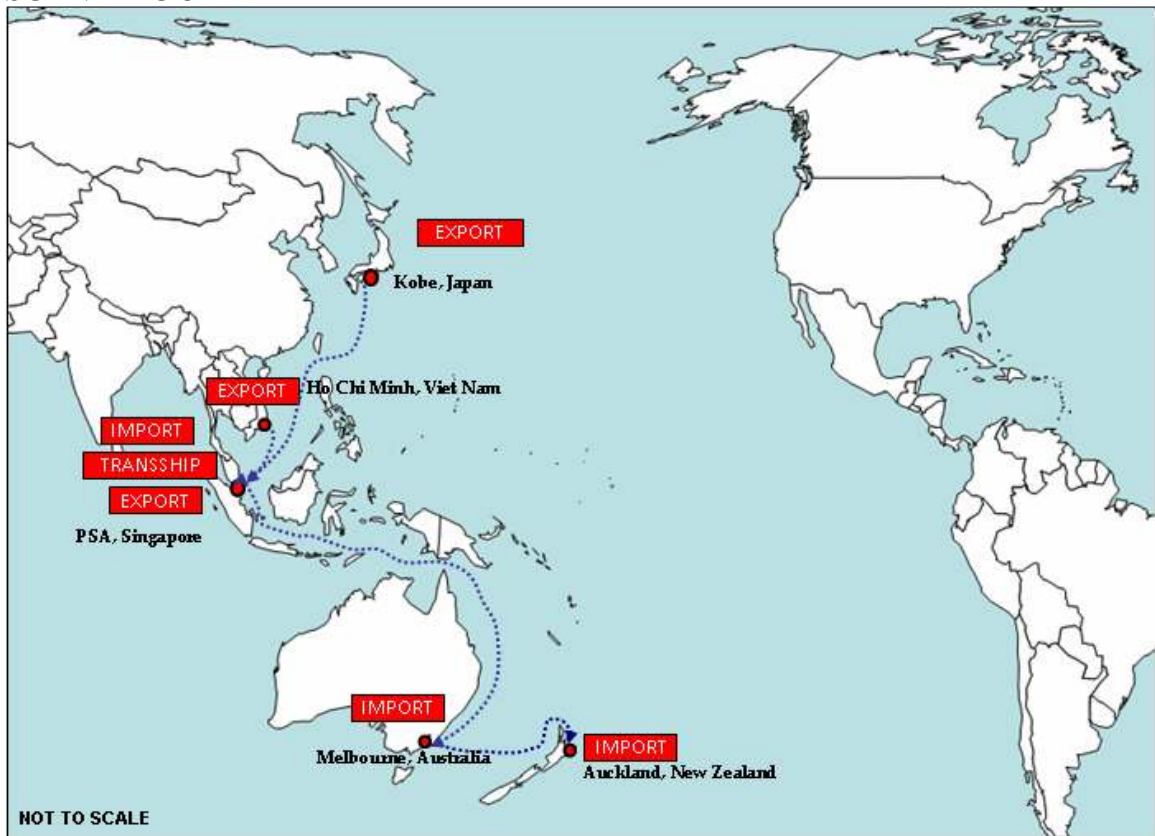 EXPORT
Kobe, Japan
EXPORT
Ho Chi Minh, Viet Nam
IMPORT
TRANSSHIP
EXPORT
PSA, Singapore
IMPORT
Melbourne, Australia
IMPORT
Auckland, New Zealand
NOT TO SCALE